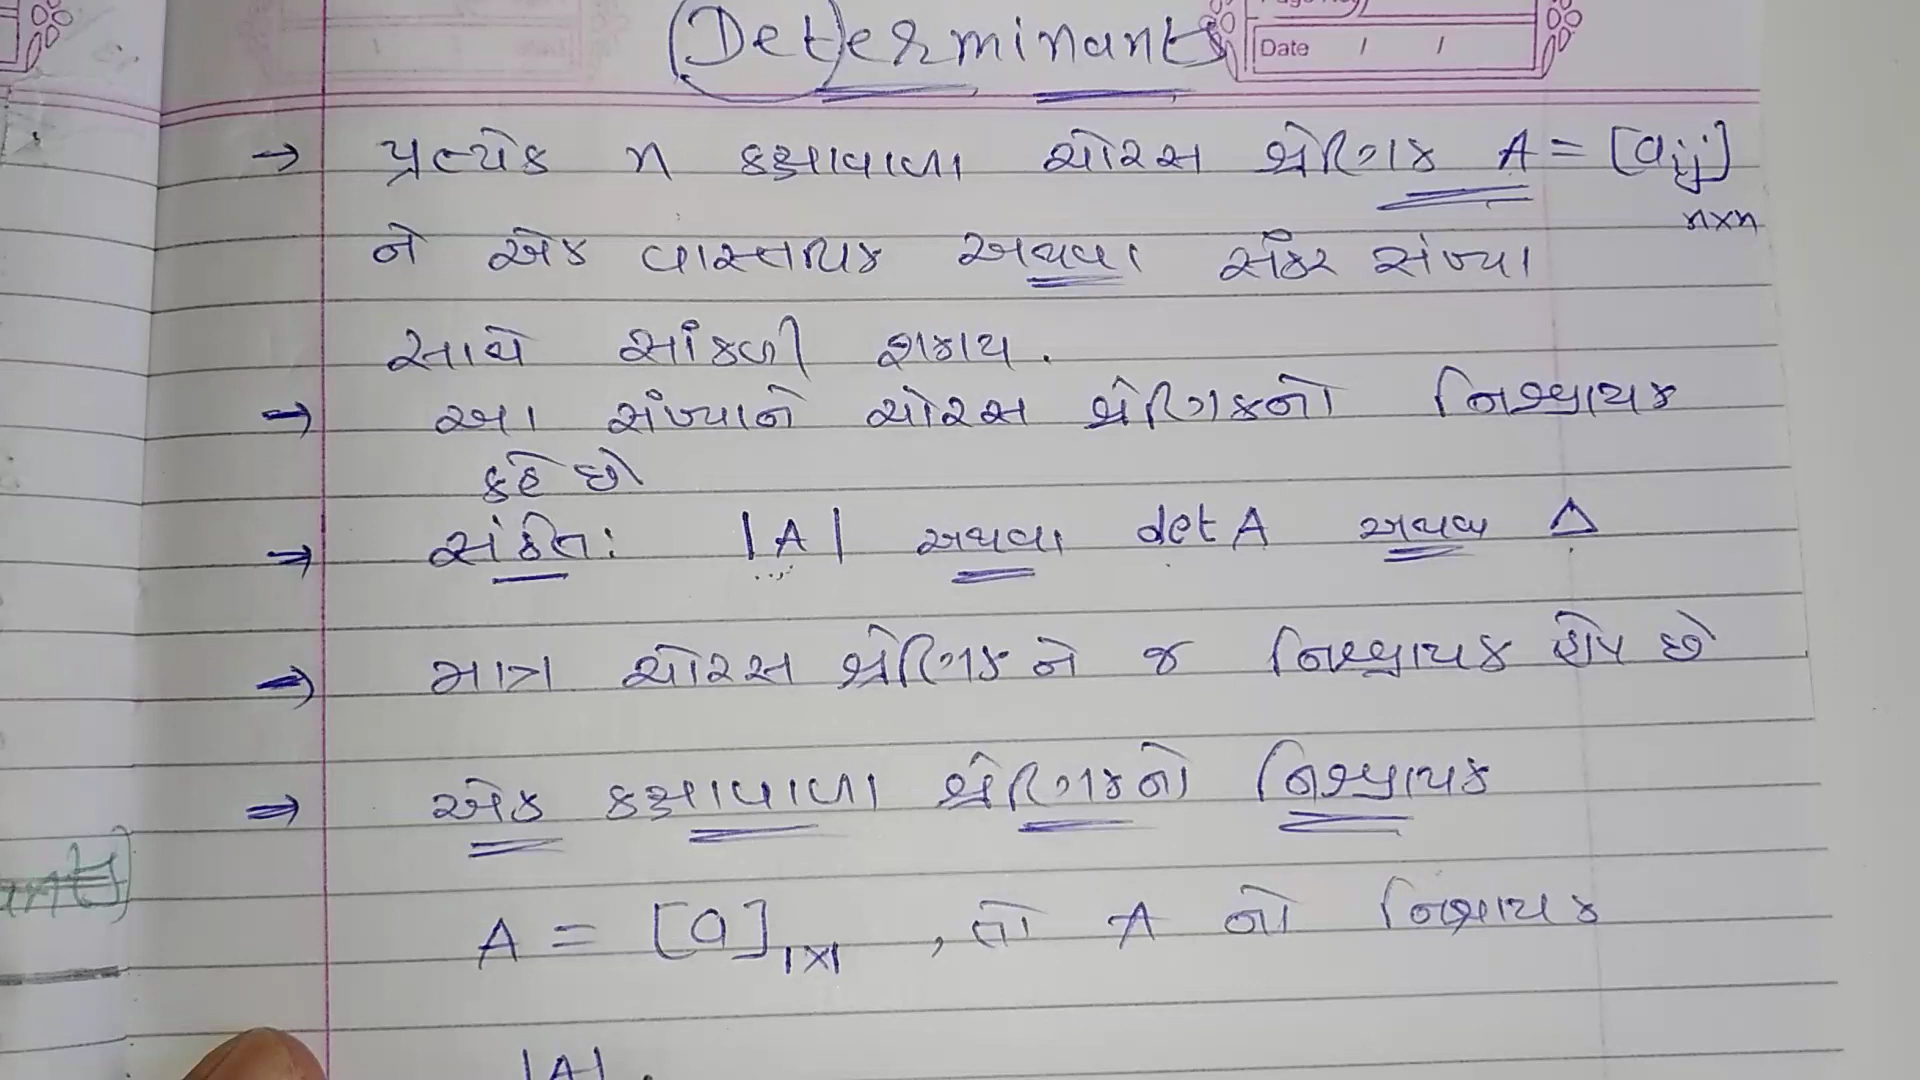 Determinants
Date / /
→ પ્રત્યેક n કક્ષાવાળા ચોરસ શ્રેણિક A = [aij]
n×n
ને એક વાસ્તવિક અથવા સંકર સંખ્યા
સાથે સાંકળી શકાય.
→ આ સંખ્યાને ચોરસ શ્રેણિકનો નિશ્ચાયક
કહે છે
⇒ સંકેત: |A| અથવા det A અથવા Δ
⇒ માત્ર ચોરસ શ્રેણિકને જ નિશ્ચાયક હોય છે
⇒ એક કક્ષાવાળા શ્રેણિકનો નિશ્ચાયક
A = [a]1×1 , તો A નો નિશ્ચાયક
|A|.